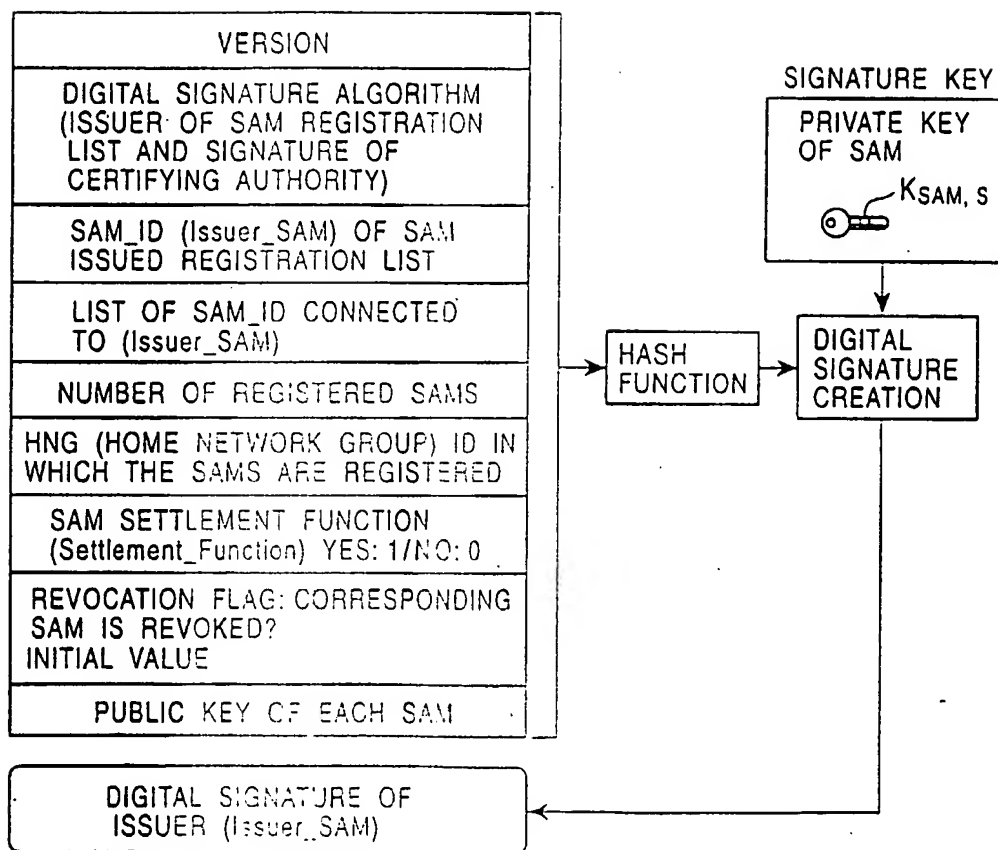 VERSION
DIGITAL SIGNATURE ALGORITHM
(ISSUER OF SAM REGISTRATION
LIST AND SIGNATURE OF
CERTIFYING AUTHORITY)
SAM_ID (Issuer_SAM) OF SAM
ISSUED REGISTRATION LIST
LIST OF SAM_ID CONNECTED
TO (Issuer_SAM)
NUMBER OF REGISTERED SAMS
HNG (HOME NETWORK GROUP) ID IN
WHICH THE SAMS ARE REGISTERED
SAM SETTLEMENT FUNCTION
(Settlement_Function) YES: 1/NO: 0
REVOCATION FLAG: CORRESPONDING
SAM IS REVOKED?
INITIAL VALUE
PUBLIC KEY OF EACH SAM
DIGITAL SIGNATURE OF
ISSUER (Issuer_SAM)
HASH
FUNCTION
SIGNATURE KEY
PRIVATE KEY
OF SAM
KSAM, S
DIGITAL
SIGNATURE
CREATION